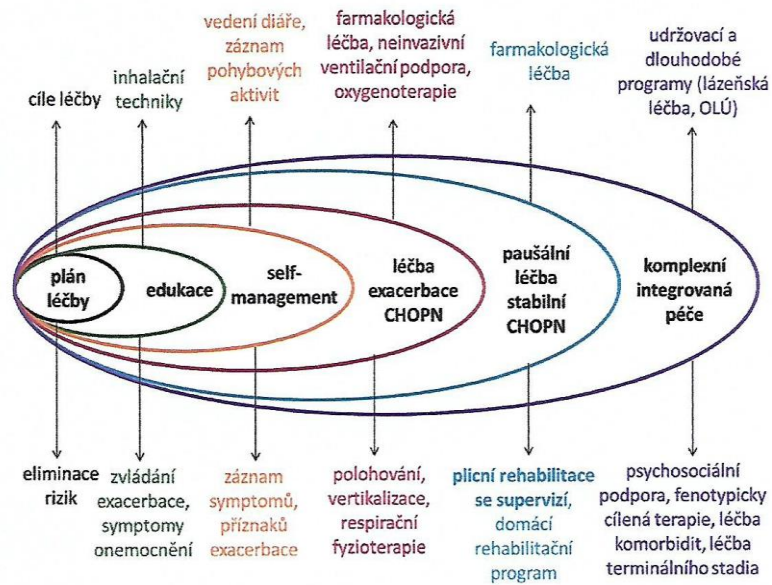 cíle léčby
inhalační
techniky
vedení diáře,
záznam
pohybových
aktivit
farmakologická
léčba, neinvazivní
ventilační podpora,
oxygenoterapie
farmakologická
léčba
udržovací a
dlouhodobé
programy (lázeňská
léčba, OLÚ)
plán
léčby
edukace
self-
management
léčba
exacerbace
CHOPN
paušální
léčba
stabilní
CHOPN
komplexní
integrovaná
péče
eliminace
rizik
zvládání
exacerbace,
symptomy
onemocnění
záznam
symptomů,
příznaků
exacerbace
polohování,
vertikalizace,
respirační
fyzioterapie
plicní rehabilitace
se supervizí,
domácí
rehabilitační
program
psychosociální
podpora, fenotypicky
cílená terapie, léčba
komorbidit, léčba
terminálního stadia